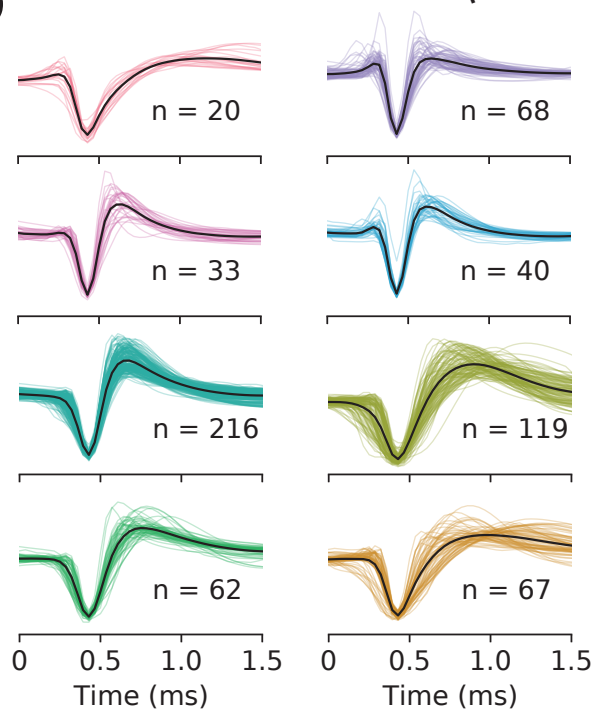 n = 20
n = 68
n = 33
n = 40
n = 216
n = 119
n = 62
n = 67
0 0.5 1.0 1.5
0 0.5 1.0 1.5
Time (ms)
Time (ms)